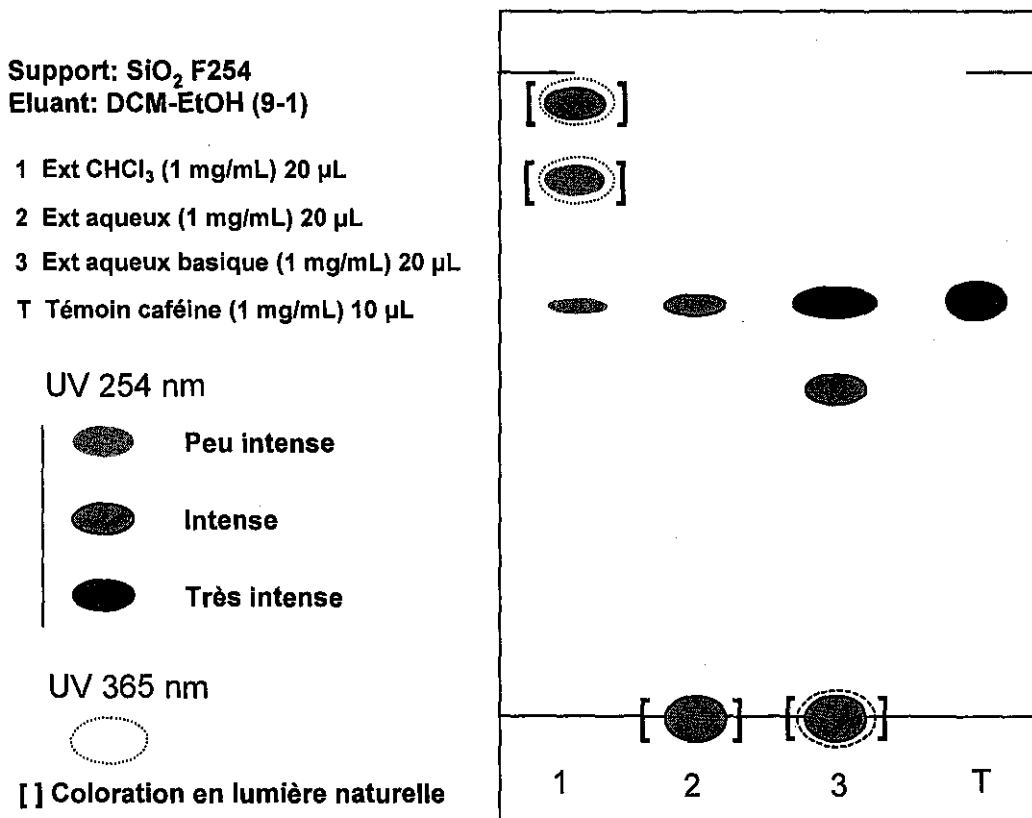 Support: SiO₂ F254
Eluant: DCM-EtOH (9-1)
1 Ext CHCl₃ (1 mg/mL) 20 µL
2 Ext aqueux (1 mg/mL) 20 µL
3 Ext aqueux basique (1 mg/mL) 20 µL
T Témoin caféine (1 mg/mL) 10 µL
UV 254 nm
Peu intense
Intense
Très intense
UV 365 nm
[ ] Coloration en lumière naturelle
[ ]
[ ]
[ ] [ ]
1 2 3 T